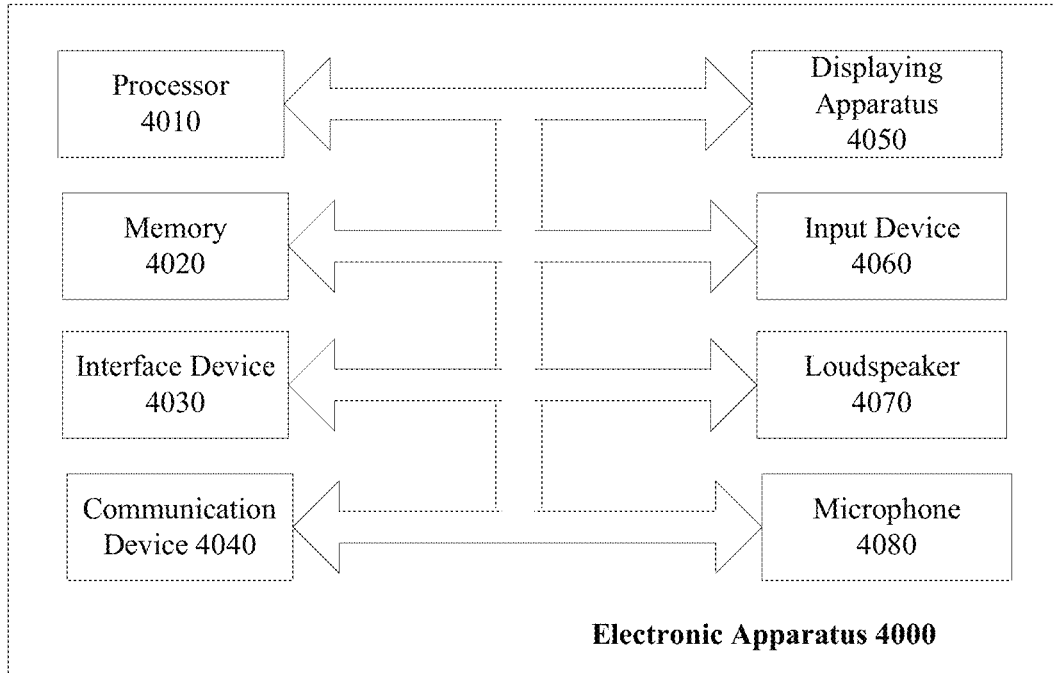 Processor
4010
Displaying
Apparatus
4050
Memory
4020
Input Device
4060
Interface Device
4030
Loudspeaker
4070
Communication
Device 4040
Microphone
4080
Electronic Apparatus 4000